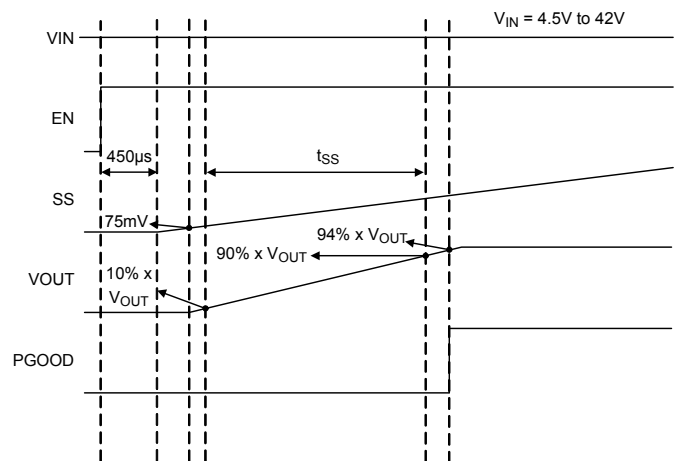 V_IN = 4.5V to 42V
VIN
EN
450µs
t_SS
SS
75mV
94% x V_OUT
90% x V_OUT
VOUT
10% x
V_OUT
PGOOD